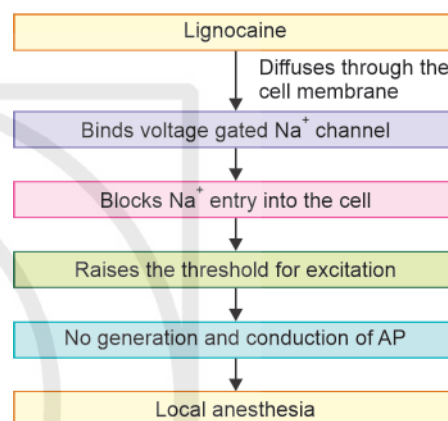 Lignocaine
Diffuses through the
cell membrane
Binds voltage gated Na⁺ channel
Blocks Na⁺ entry into the cell
Raises the threshold for excitation
No generation and conduction of AP
Local anesthesia